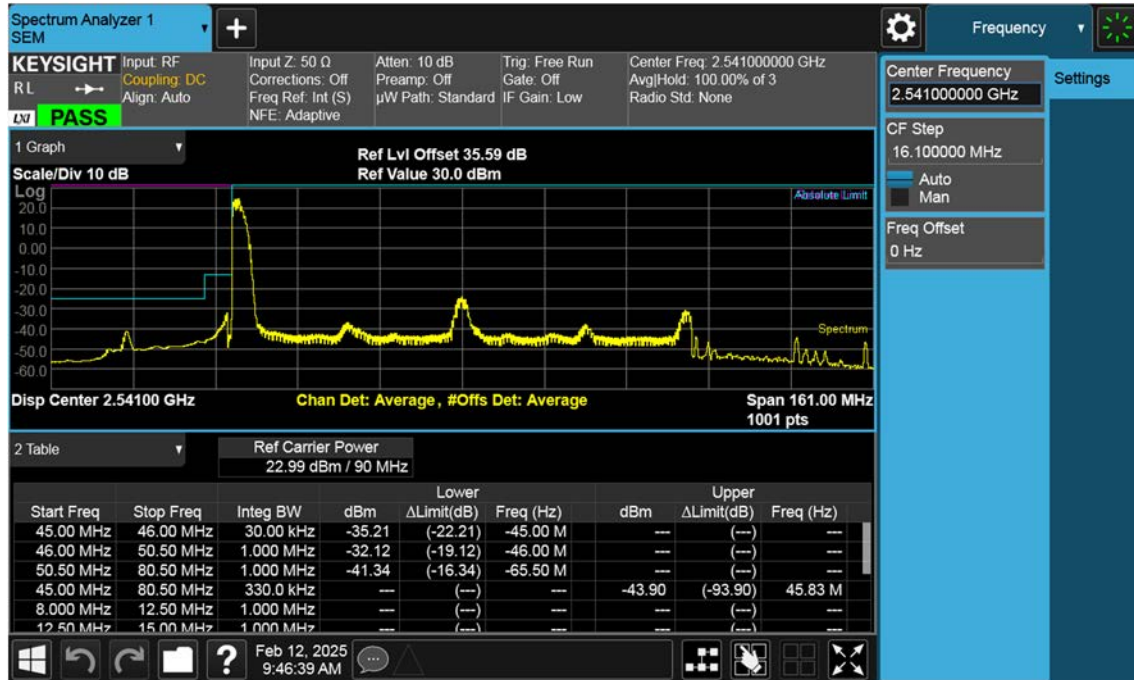 Spectrum Analyzer 1
SEM
Frequency
KEYSIGHT
R L
LXI PASS
Input: RF
Coupling: DC
Align: Auto
Input Z: 50 Ω
Corrections: Off
Freq Ref: Int (S)
NFE: Adaptive
Atten: 10 dB
Preamp: Off
µW Path: Standard
Trig: Free Run
Gate: Off
IF Gain: Low
Center Freq: 2.541000000 GHz
Avg|Hold: 100.00% of 3
Radio Std: None
Center Frequency
2.541000000 GHz
Settings
CF Step
16.100000 MHz
Auto
Man
Freq Offset
0 Hz
1 Graph
Scale/Div 10 dB
Ref Lvl Offset 35.59 dB
Ref Value 30.0 dBm
Log
Absolute Limit
20.0
10.0
0.00
-10.0
-20.0
-30.0
-40.0
-50.0
-60.0
Spectrum
Disp Center 2.54100 GHz
Chan Det: Average, #Offs Det: Average
Span 161.00 MHz
1001 pts
2 Table
Ref Carrier Power
22.99 dBm / 90 MHz
Lower Upper
Start Freq Stop Freq Integ BW dBm ΔLimit(dB) Freq (Hz) dBm ΔLimit(dB) Freq (Hz)
45.00 MHz 46.00 MHz 30.00 kHz -35.21 (-22.21) -45.00 M --- (---) ---
46.00 MHz 50.50 MHz 1.000 MHz -32.12 (-19.12) -46.00 M --- (---) ---
50.50 MHz 80.50 MHz 1.000 MHz -41.34 (-16.34) -65.50 M --- (---) ---
45.00 MHz 80.50 MHz 330.0 kHz --- (---) --- -43.90 (-93.90) 45.83 M
8.000 MHz 12.50 MHz 1.000 MHz --- (---) --- --- (---) ---
12.50 MHz 15.00 MHz 1.000 MHz --- (---) --- --- (---) ---
?
Feb 12, 2025
9:46:39 AM